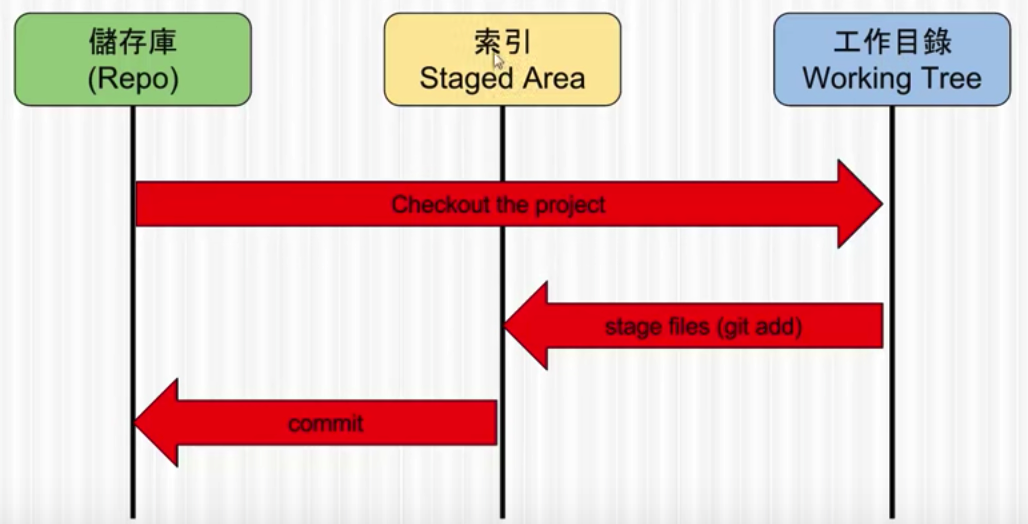 儲存庫
(Repo)
索引
Staged Area
工作目錄
Working Tree
Checkout the project
stage files (git add)
commit